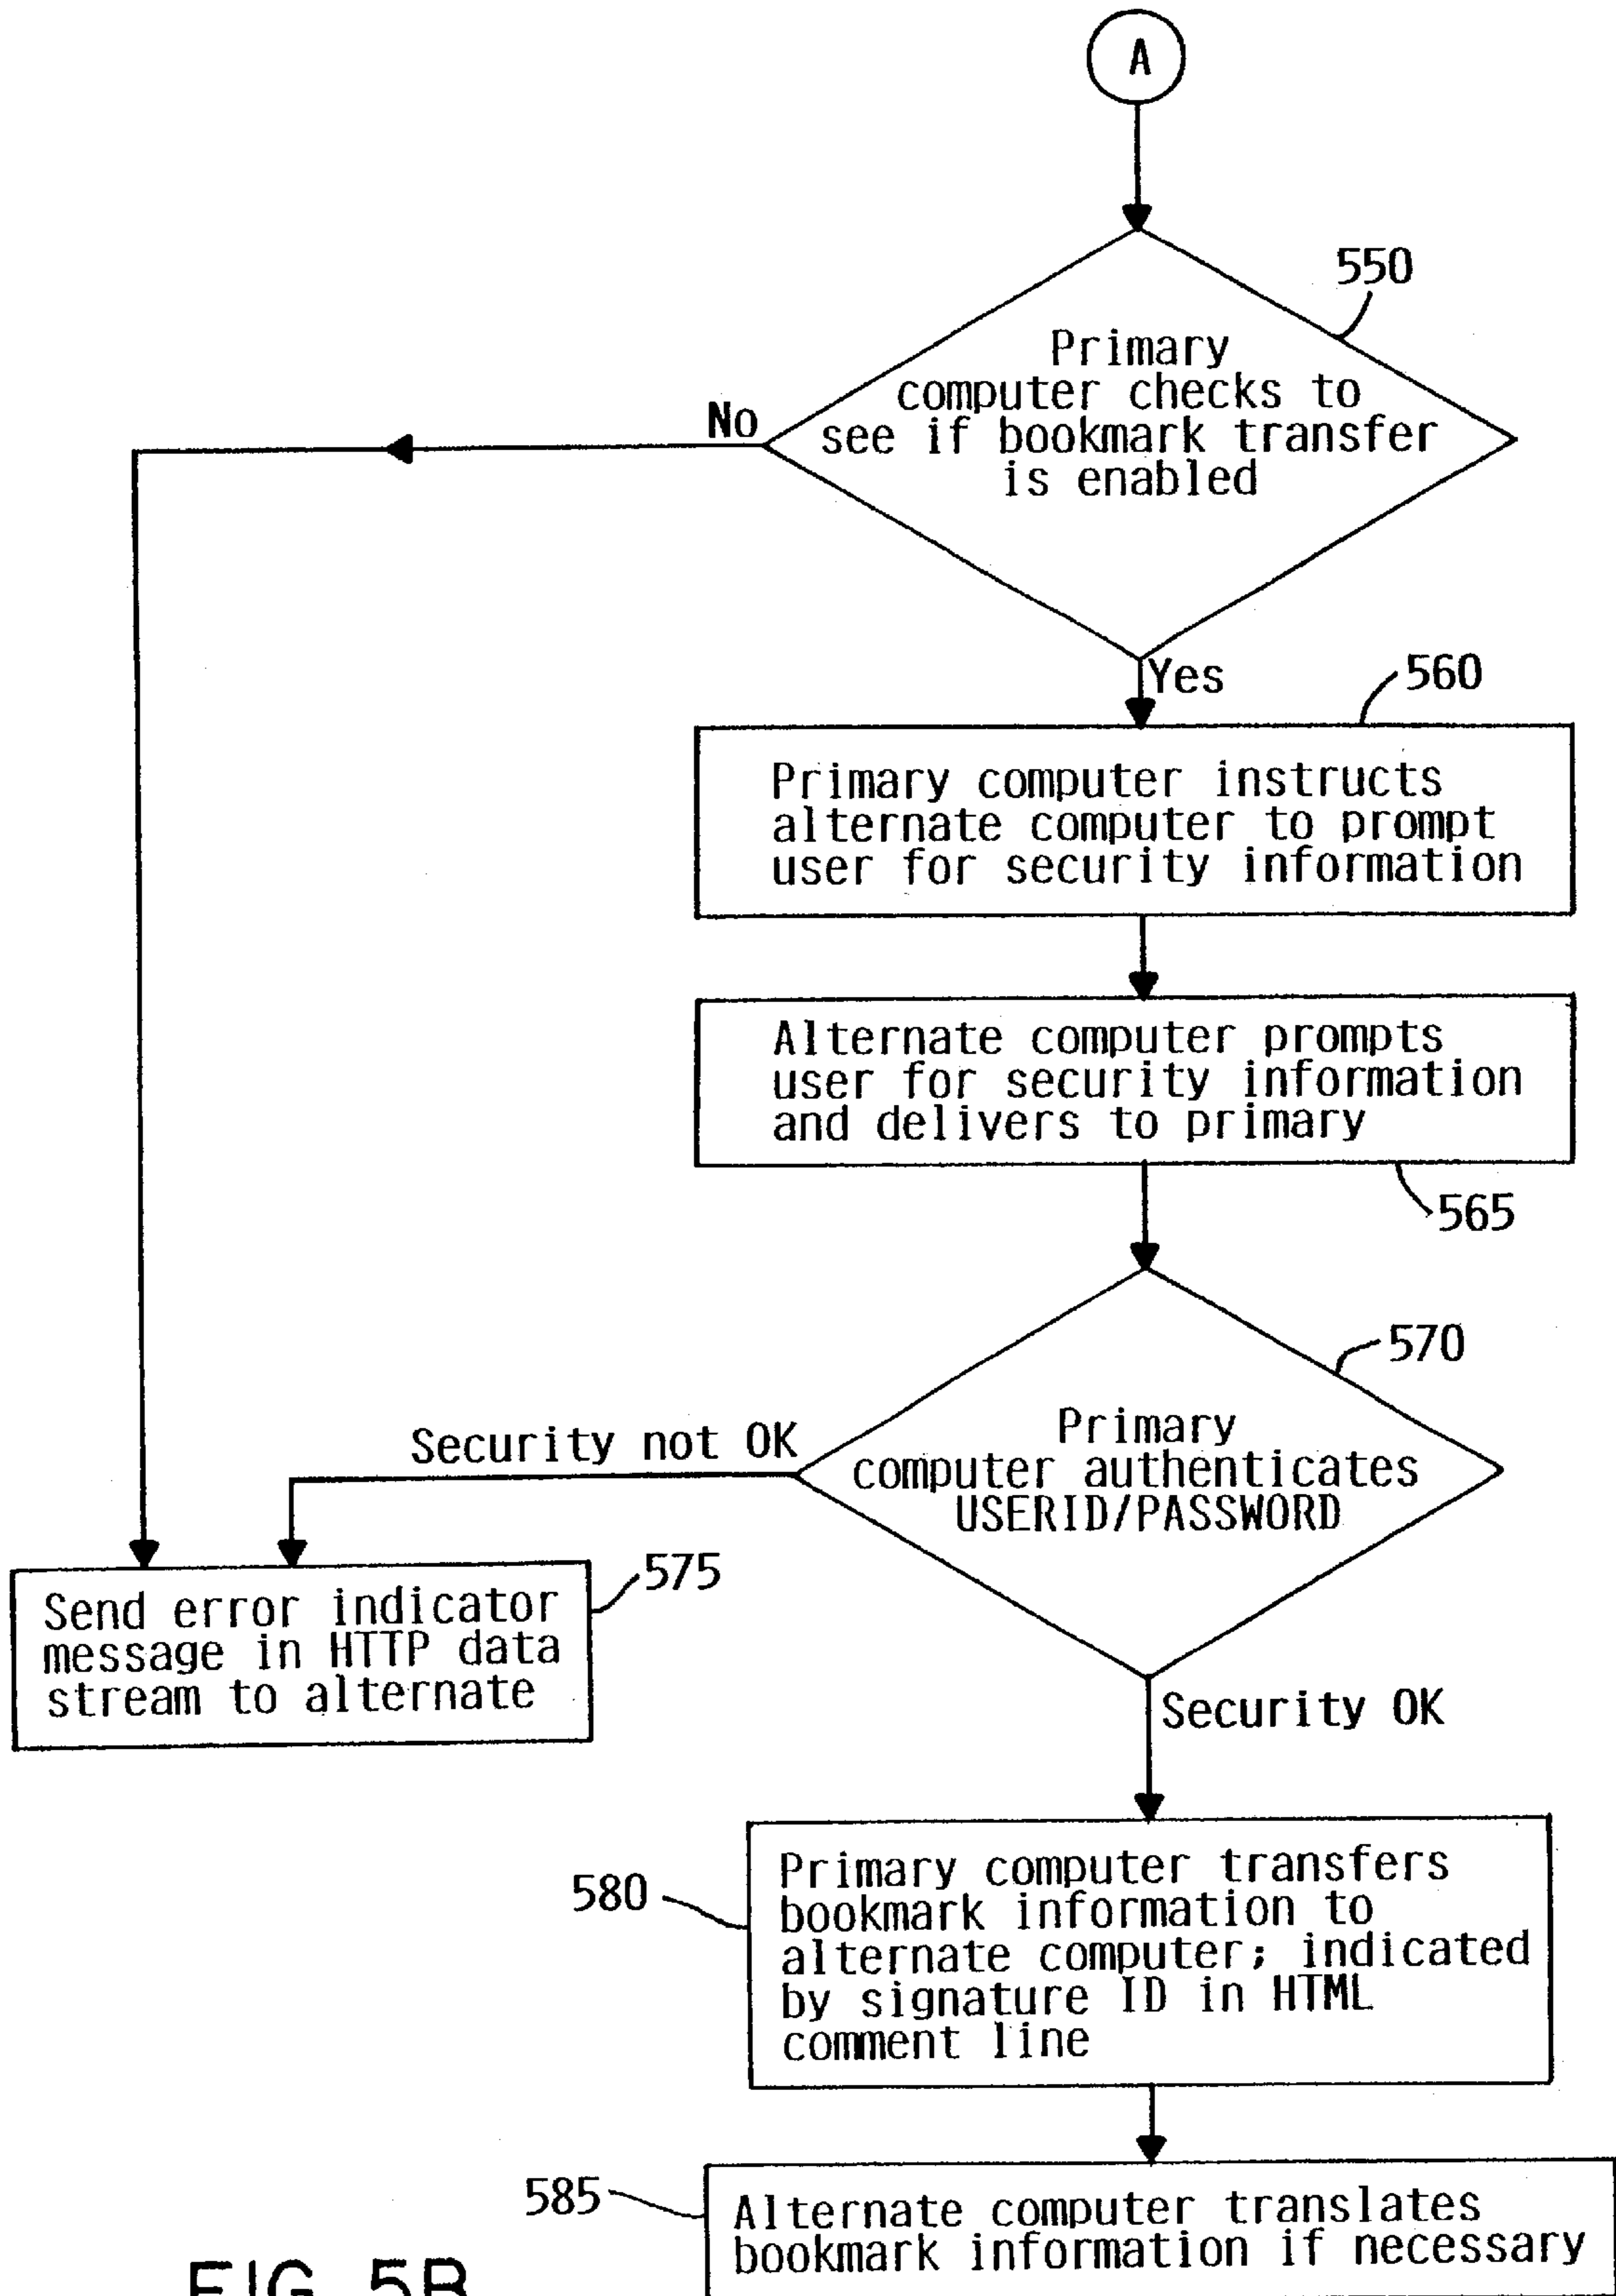 A
550
Primary
computer checks to
see if bookmark transfer
is enabled
No
Yes
560
Primary computer instructs
alternate computer to prompt
user for security information
Alternate computer prompts
user for security information
and delivers to primary
565
570
Primary
computer authenticates
USERID/PASSWORD
Security not OK
575
Send error indicator
message in HTTP data
stream to alternate
Security OK
580
Primary computer transfers
bookmark information to
alternate computer; indicated
by signature ID in HTML
comment line
585
Alternate computer translates
bookmark information if necessary
FIG. 5B